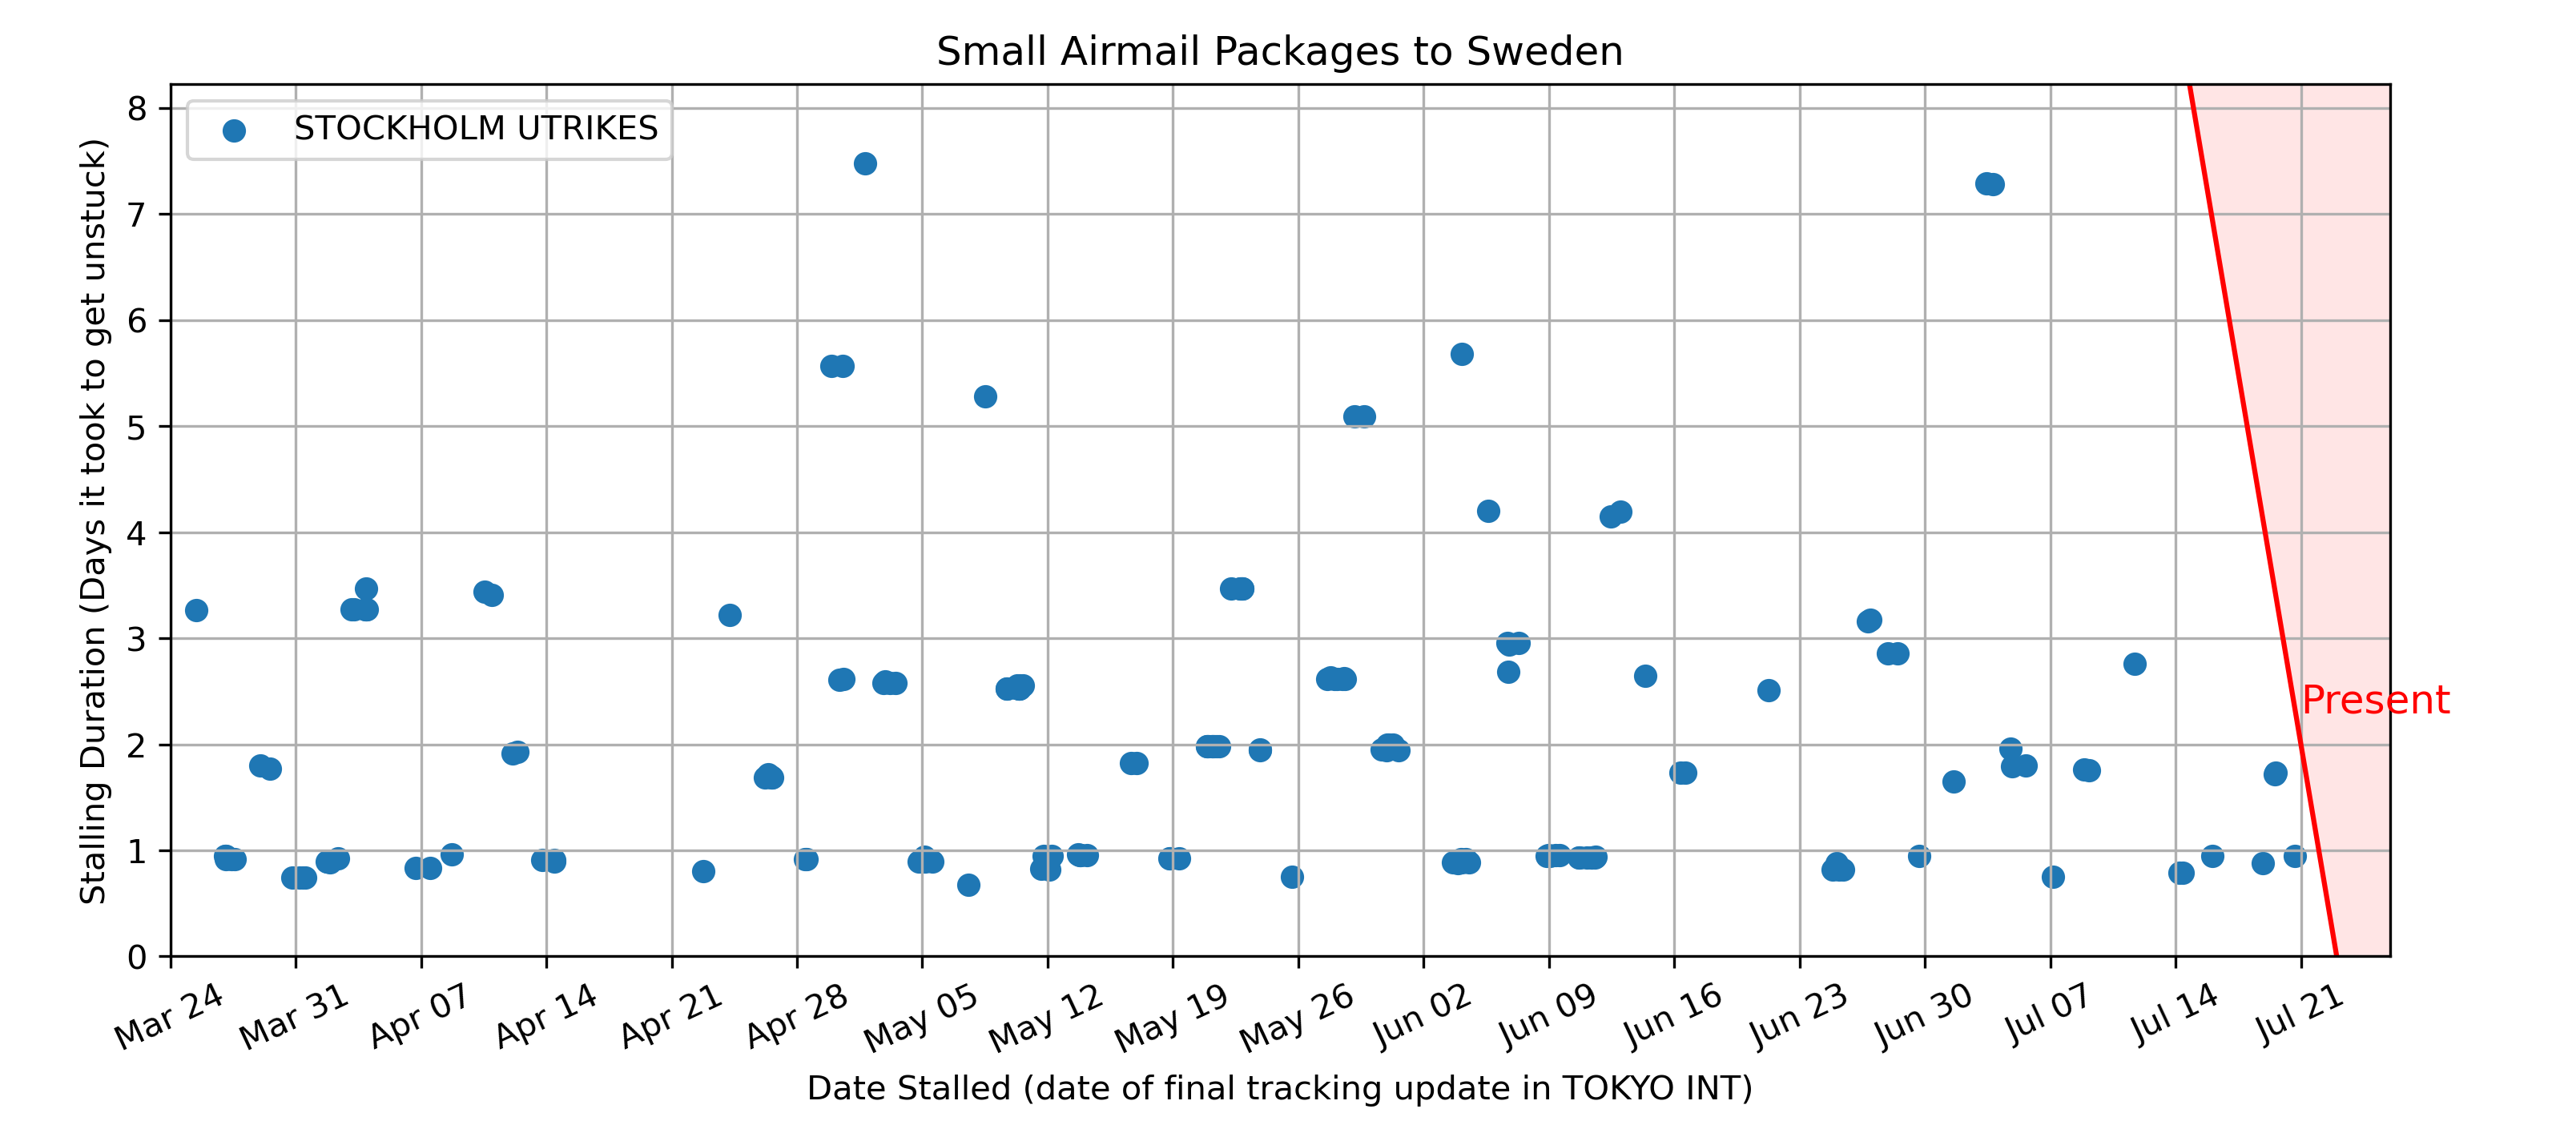 Small Airmail Packages to Sweden
STOCKHOLM UTRIKES
Stalling Duration (Days it took to get unstuck)
8
7
6
5
4
3
2
1
0
Present
Mar 24
Mar 31
Apr 07
Apr 14
Apr 21
Apr 28
May 05
May 12
May 19
May 26
Jun 02
Jun 09
Jun 16
Jun 23
Jun 30
Jul 07
Jul 14
Jul 21
Date Stalled (date of final tracking update in TOKYO INT)